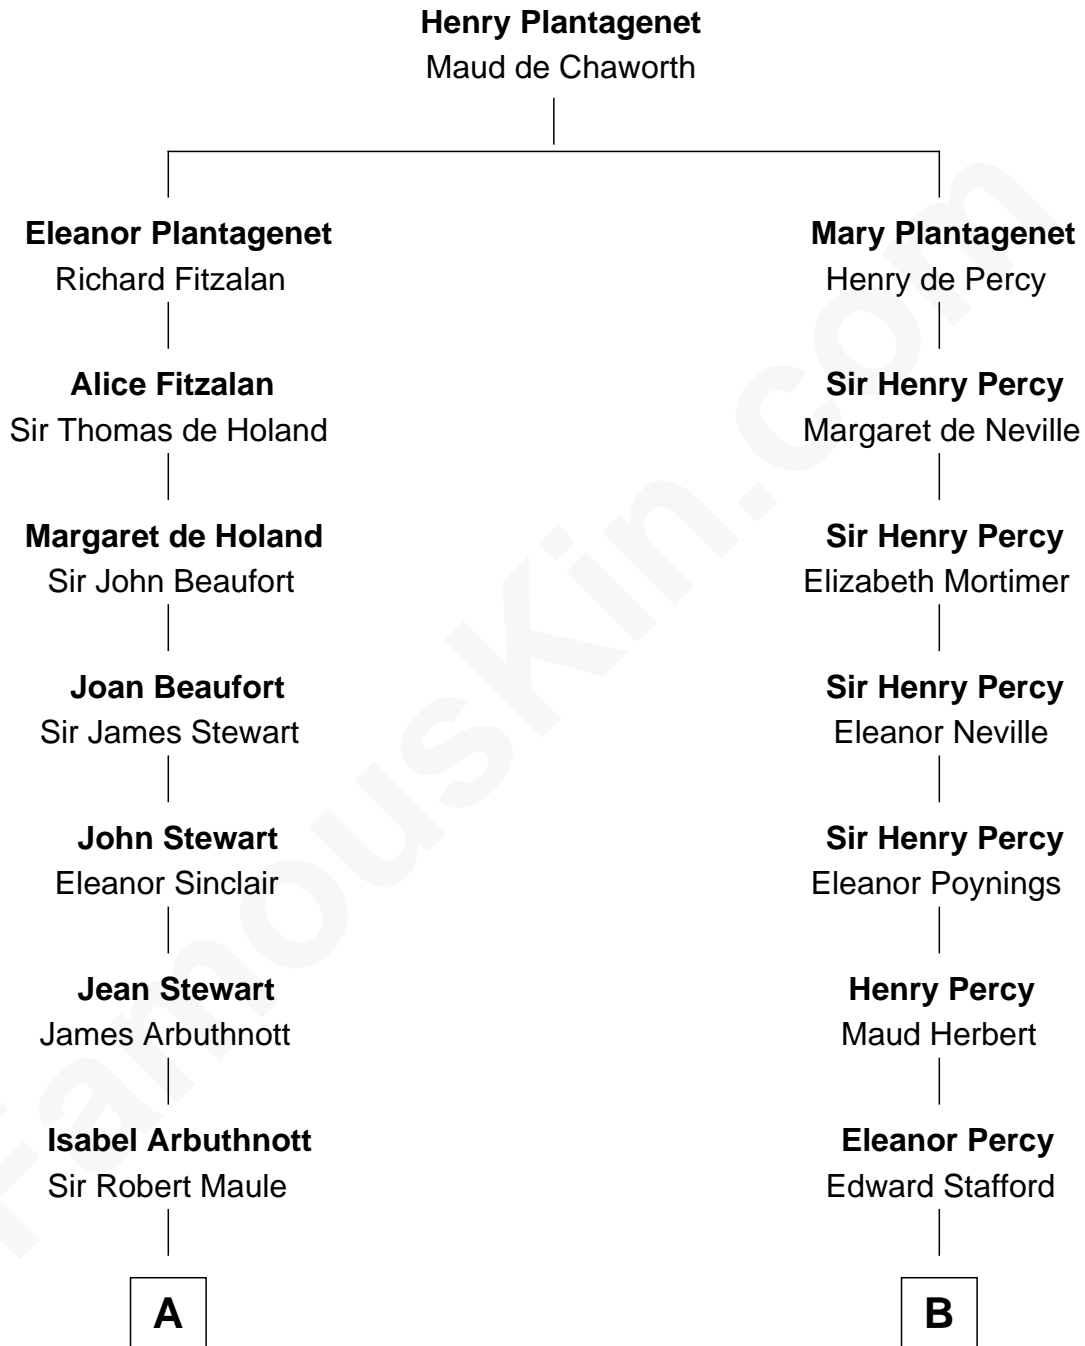 Henry Plantagenet
Maud de Chaworth
Eleanor Plantagenet
Richard Fitzalan
Mary Plantagenet
Henry de Percy
Alice Fitzalan
Sir Thomas de Holand
Sir Henry Percy
Margaret de Neville
Margaret de Holand
Sir John Beaufort
Sir Henry Percy
Elizabeth Mortimer
Joan Beaufort
Sir James Stewart
Sir Henry Percy
Eleanor Neville
John Stewart
Eleanor Sinclair
Sir Henry Percy
Eleanor Poynings
Jean Stewart
James Arbuthnott
Henry Percy
Maud Herbert
Isabel Arbuthnott
Sir Robert Maule
Eleanor Percy
Edward Stafford
A
B
FamousKin.com